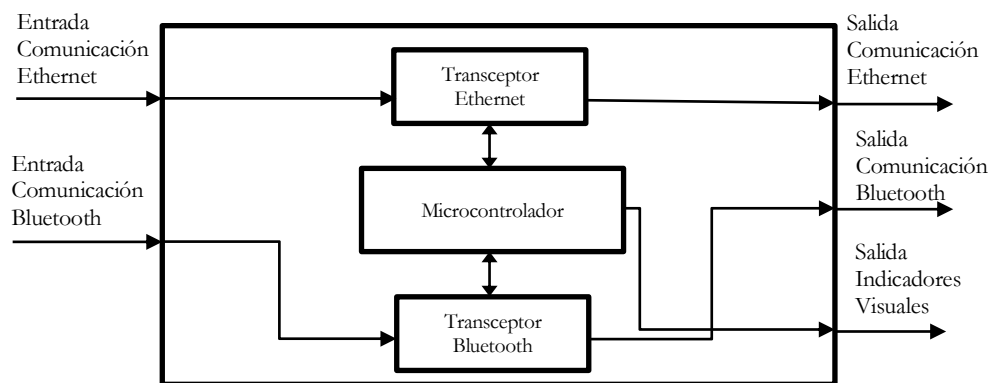 Entrada
Comunicación
Ethernet
Transceptor
Ethernet
Salida
Comunicación
Ethernet
Entrada
Comunicación
Bluetooth
Microcontrolador
Salida
Comunicación
Bluetooth
Transceptor
Bluetooth
Salida
Indicadores
Visuales